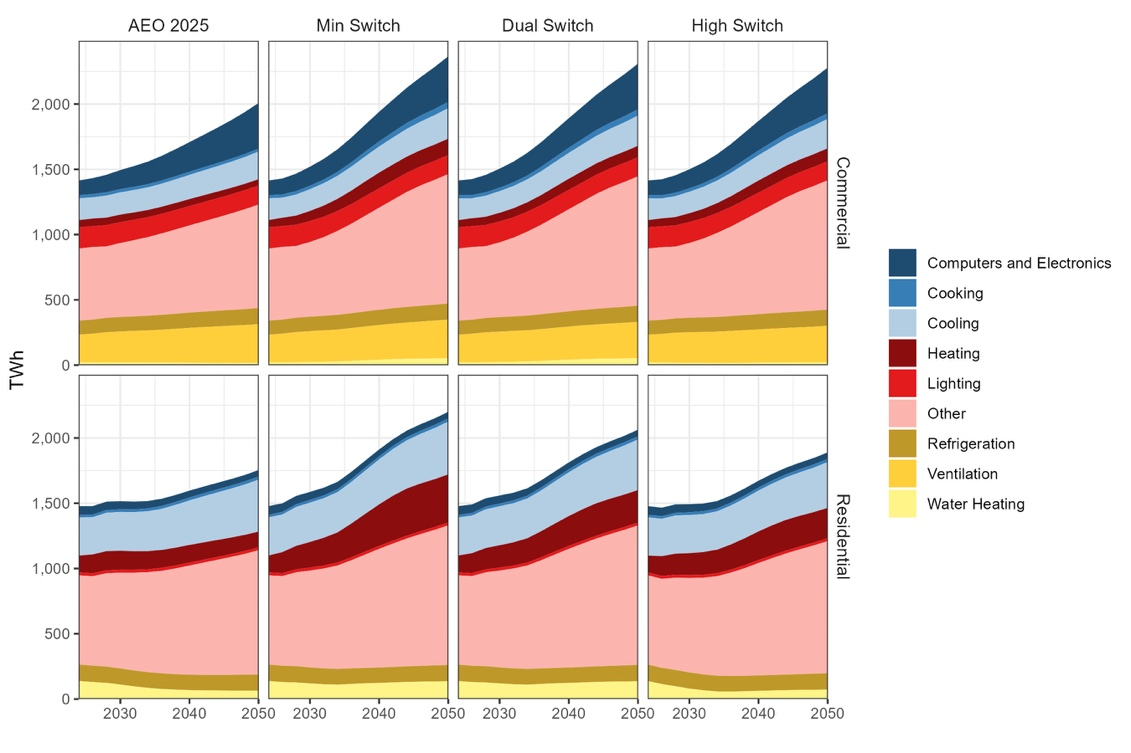 AEO 2025 Min Switch Dual Switch High Switch
TWh
2,000
1,500
1,000
500
0
Commercial
2,000
1,500
1,000
500
0
Residential
2030 2040 2050 2030 2040 2050 2030 2040 2050 2030 2040 2050
Computers and Electronics
Cooking
Cooling
Heating
Lighting
Other
Refrigeration
Ventilation
Water Heating